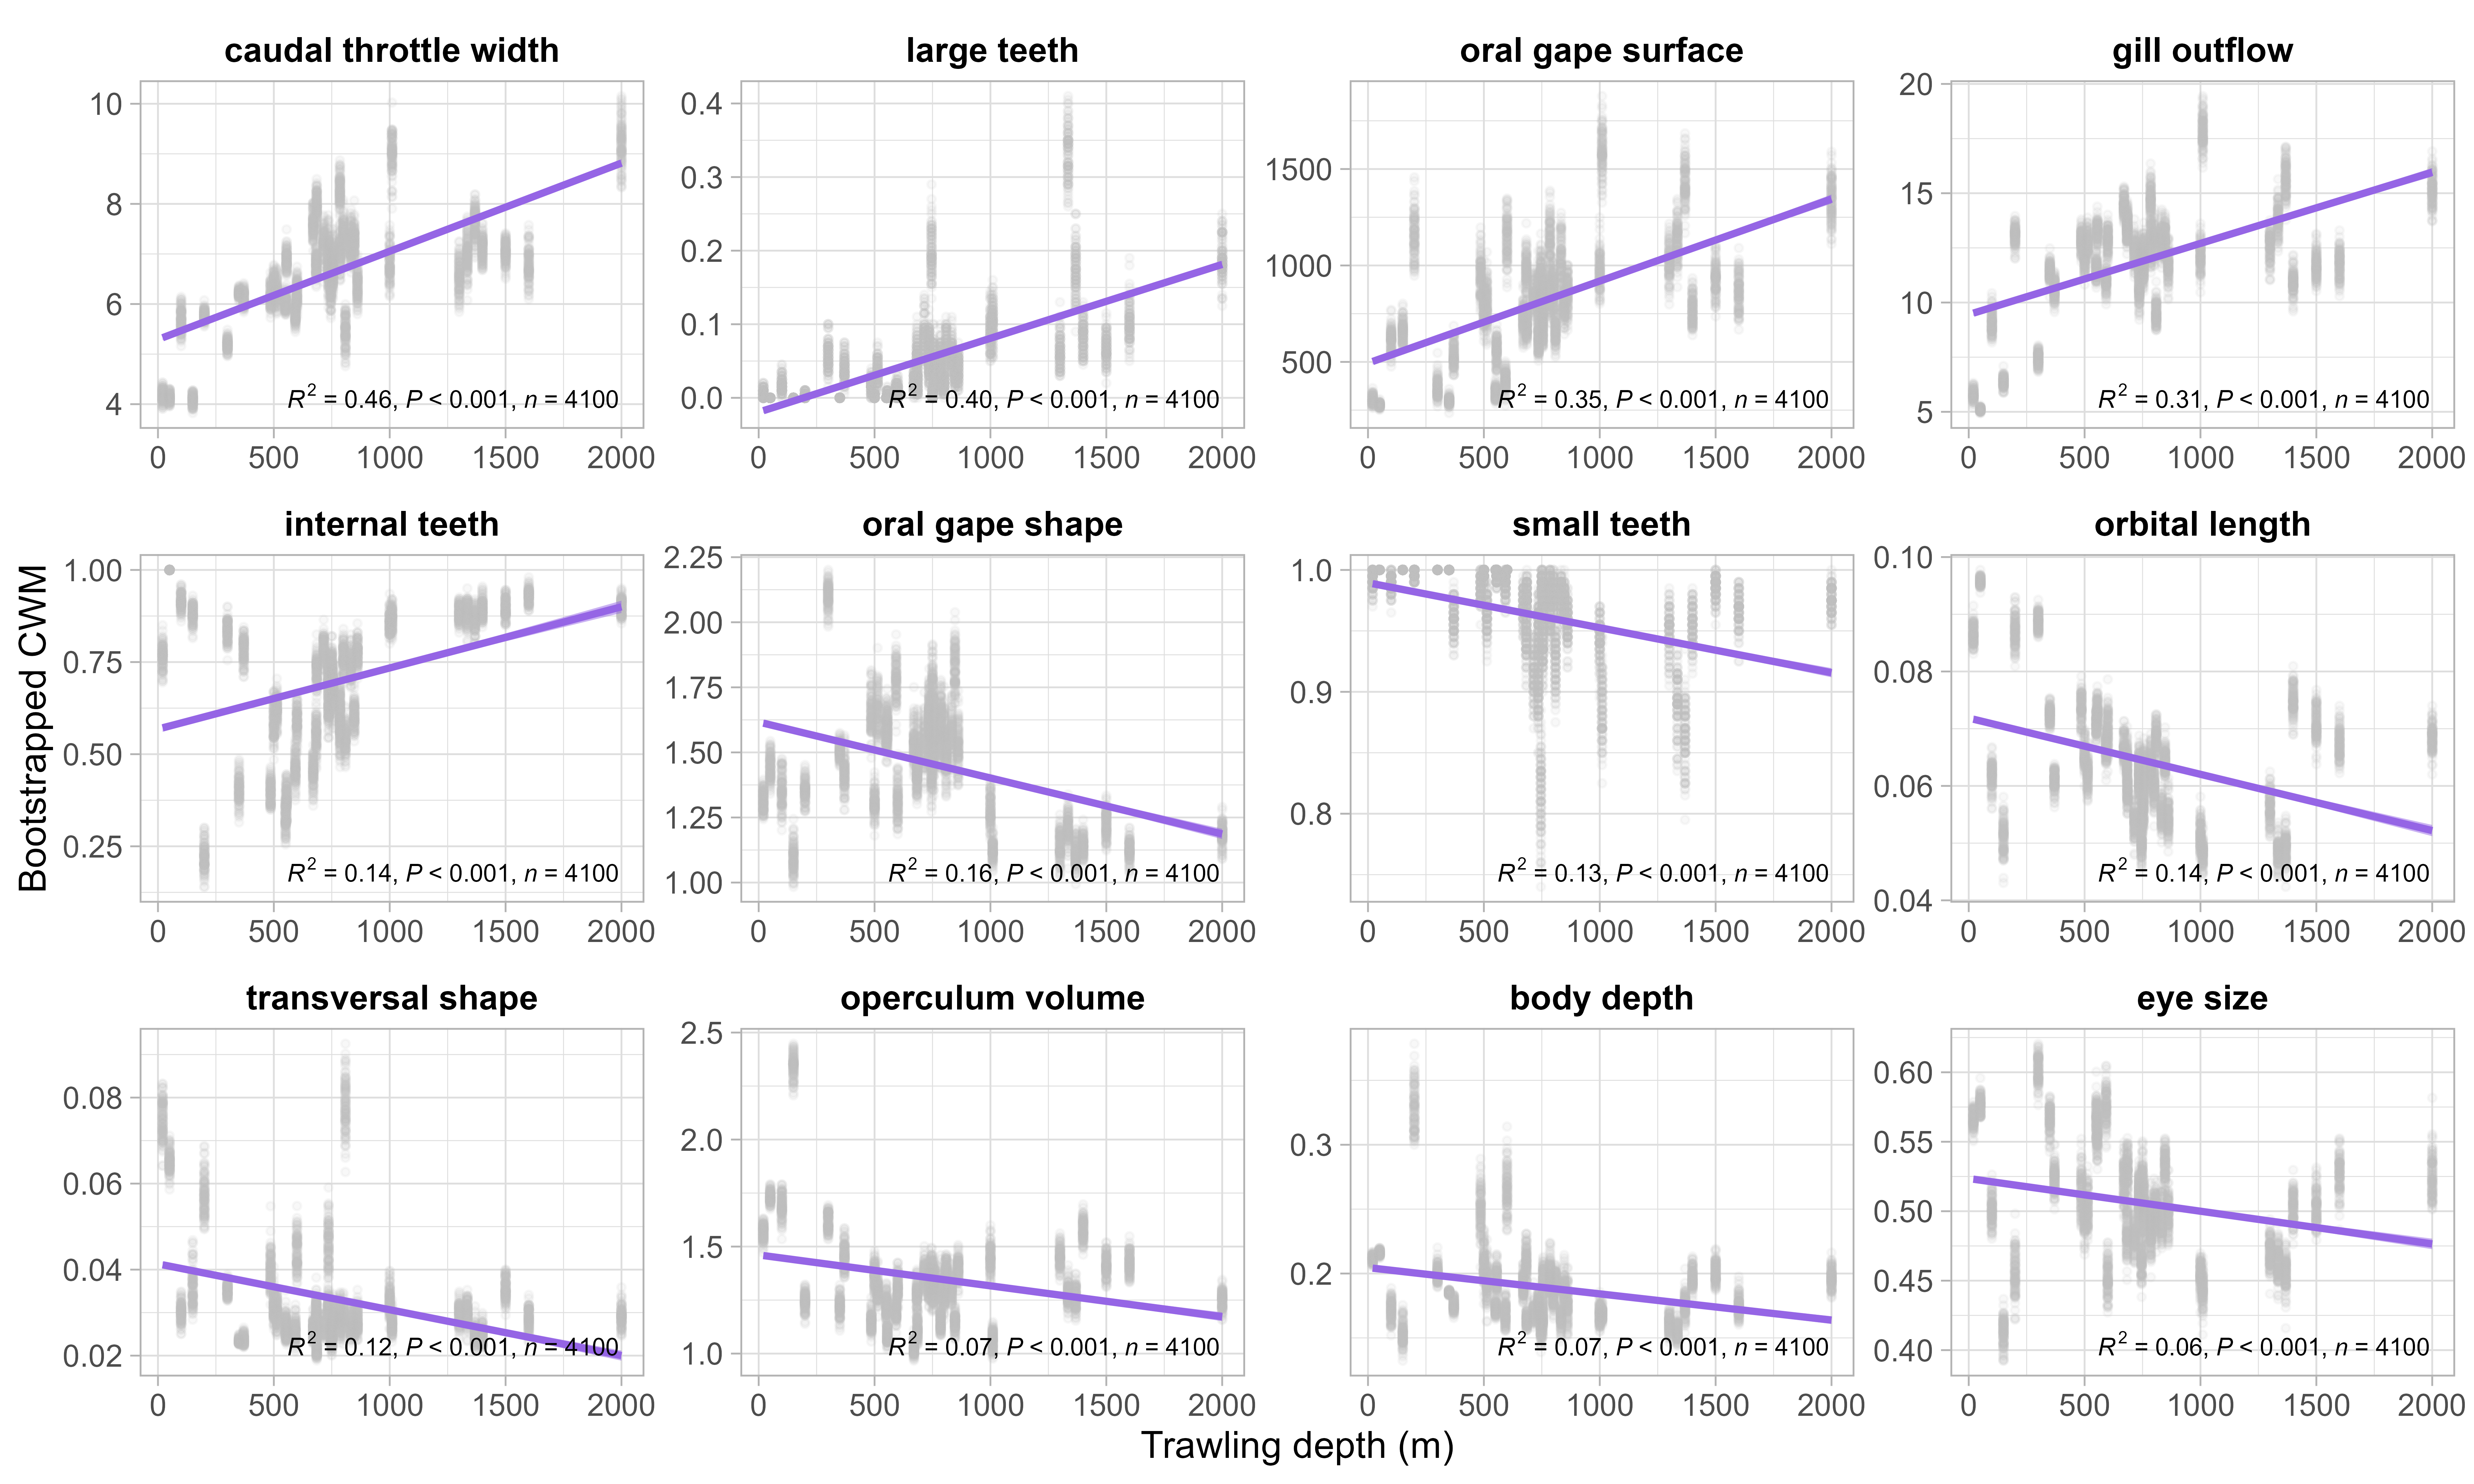 caudal throttle width
large teeth
oral gape surface
gill outflow
10
8
6
4
R² = 0.46, P < 0.001, n = 4100
0 500 1000 1500 2000
0.4
0.3
0.2
0.1
0.0
R² = 0.40, P < 0.001, n = 4100
0 500 1000 1500 2000
1500
1000
500
R² = 0.35, P < 0.001, n = 4100
0 500 1000 1500 2000
20
15
10
5
R² = 0.31, P < 0.001, n = 4100
0 500 1000 1500 2000
Bootstrapped CWM
internal teeth
oral gape shape
small teeth
orbital length
1.00
0.75
0.50
0.25
R² = 0.14, P < 0.001, n = 4100
0 500 1000 1500 2000
2.25
2.00
1.75
1.50
1.25
1.00
R² = 0.16, P < 0.001, n = 4100
0 500 1000 1500 2000
1.0
0.9
0.8
R² = 0.13, P < 0.001, n = 4100
0 500 1000 1500 2000
0.10
0.08
0.06
0.04
R² = 0.14, P < 0.001, n = 4100
0 500 1000 1500 2000
transversal shape
operculum volume
body depth
eye size
0.08
0.06
0.04
0.02
R² = 0.12, P < 0.001, n = 4100
0 500 1000 1500 2000
2.5
2.0
1.5
1.0
R² = 0.07, P < 0.001, n = 4100
0 500 1000 1500 2000
0.3
0.2
R² = 0.07, P < 0.001, n = 4100
0 500 1000 1500 2000
0.60
0.55
0.50
0.45
0.40
R² = 0.06, P < 0.001, n = 4100
0 500 1000 1500 2000
Trawling depth (m)